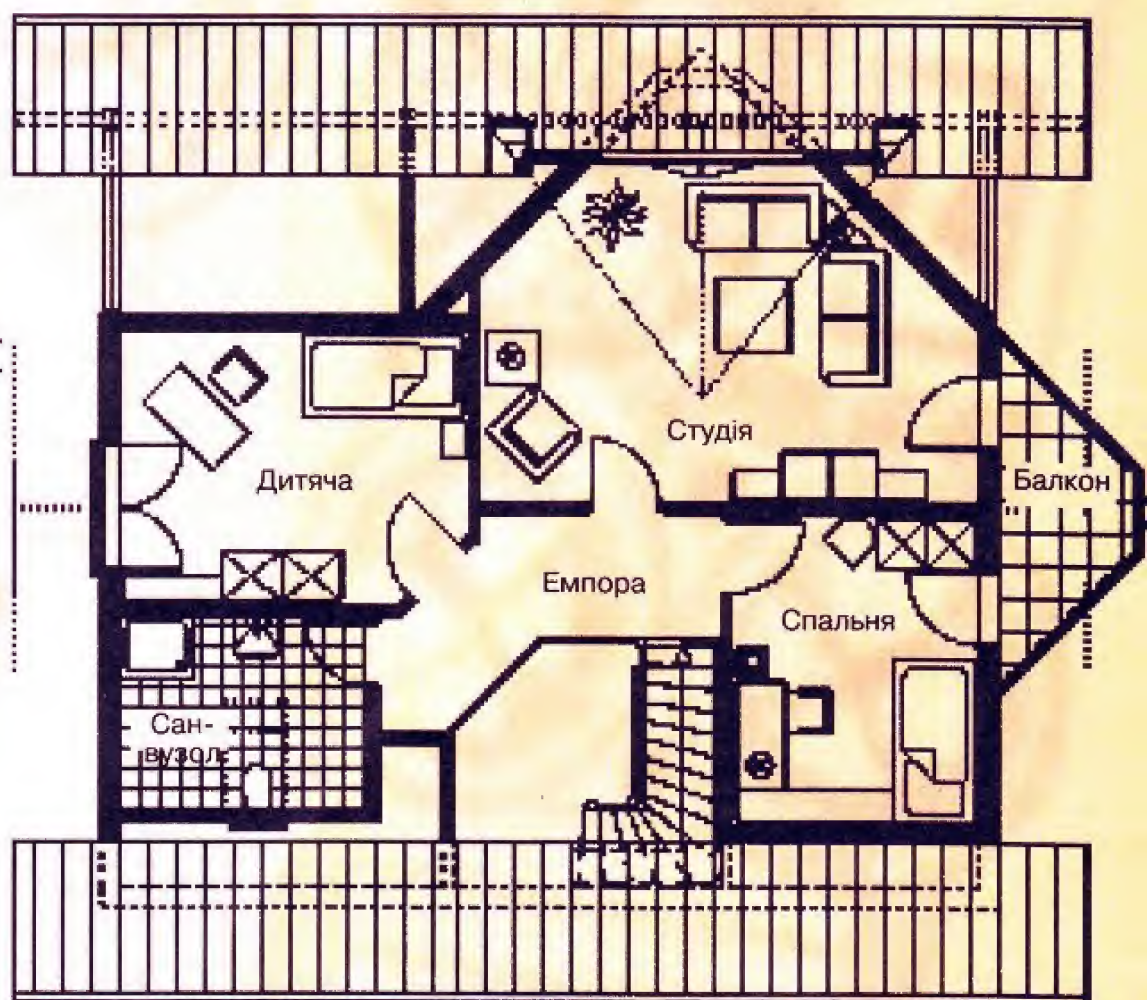 Студія
Дитяча
Балкон
Емпора
Спальня
Сан-
вузол